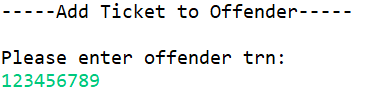 -----Add Ticket to Offender-----
Please enter offender trn:
123456789